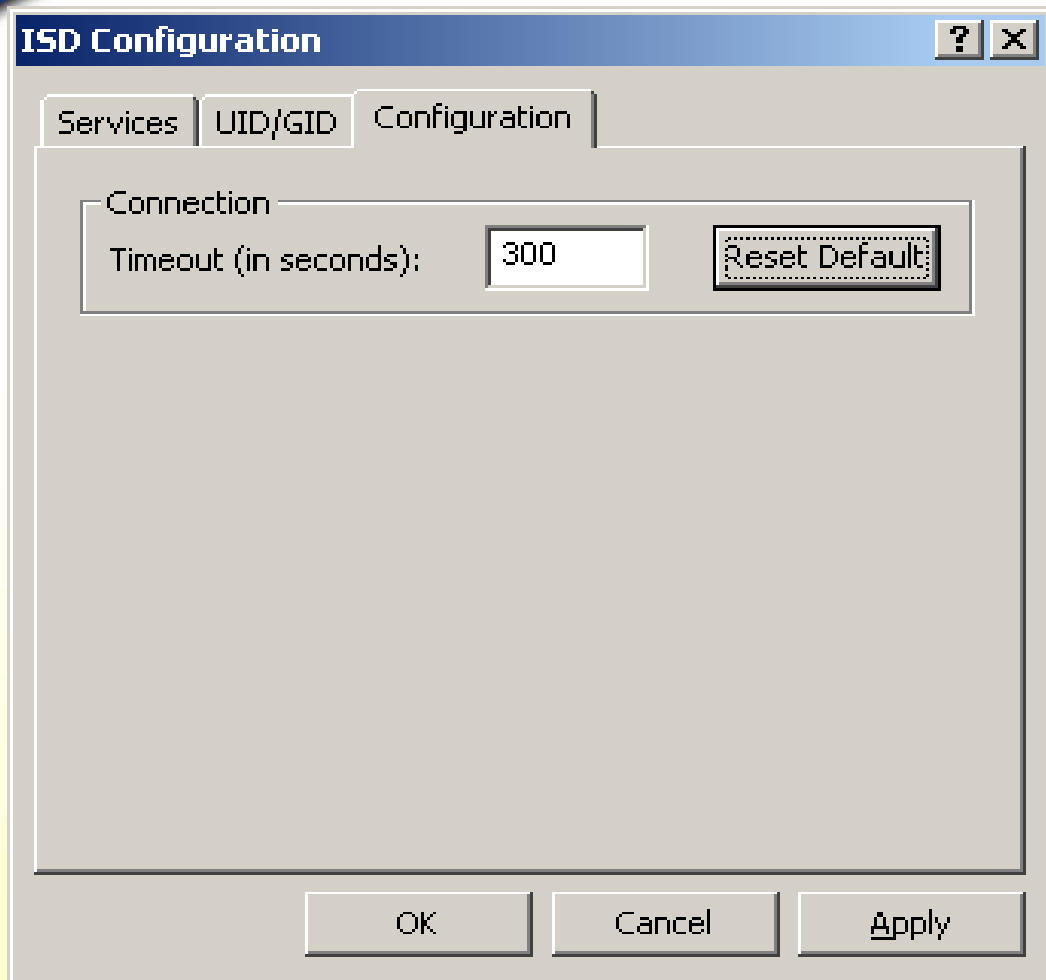 ISD Configuration
Services UID/GID Configuration
Connection
Timeout (in seconds): 300 Reset Default
OK Cancel Apply